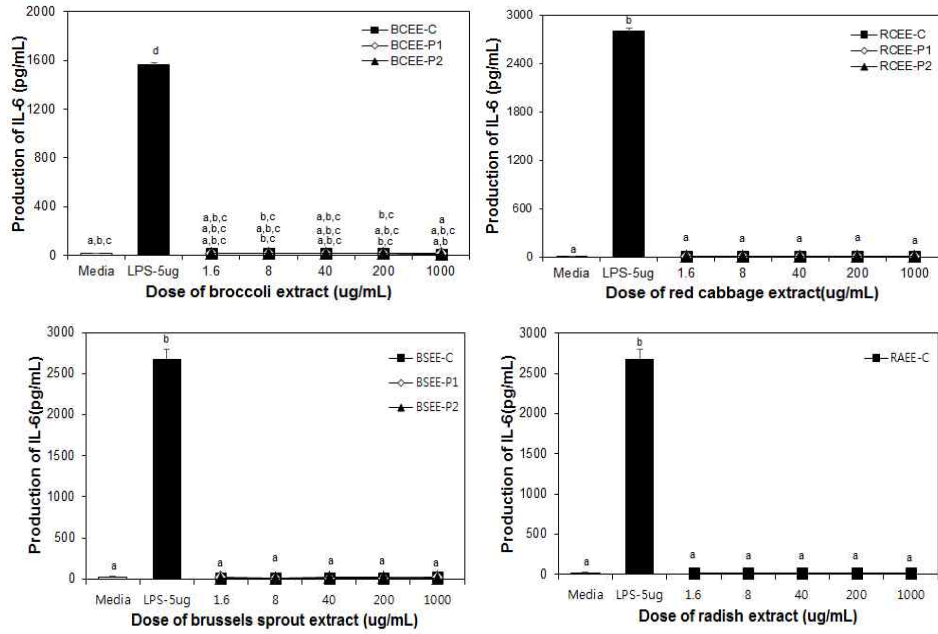 Production of IL-6 (pg/mL)
2000
1600
1200
800
400
0
BCEE-C
BCEE-P1
BCEE-P2
d
a,b,c
a,b,c
a,b,c
a,b,c
b,c
a,b,c
b,c
a,b,c
a,b,c
a,b,c
b,c
a,b,c
b,c
a
a,b,c
a,b
Media LPS-5ug 1.6 8 40 200 1000
Dose of broccoli extract (ug/mL)
Production of IL-6 (pg/mL)
3000
2400
1800
1200
600
0
RCEE-C
RCEE-P1
RCEE-P2
b
a a a a a a
Media LPS-5ug 1.6 8 40 200 1000
Dose of red cabbage extract(ug/mL)
Production of IL-6(pg/mL)
3000
2500
2000
1500
1000
500
0
BSEE-C
BSEE-P1
BSEE-P2
b
a a a a a a
Media LPS-5ug 1.6 8 40 200 1000
Dose of brussels sprout extract (ug/mL)
Production of IL-6(pg/mL)
3000
2500
2000
1500
1000
500
0
RAEE-C
b
a a a a a a
Media LPS-5ug 1.6 8 40 200 1000
Dose of radish extract (ug/mL)